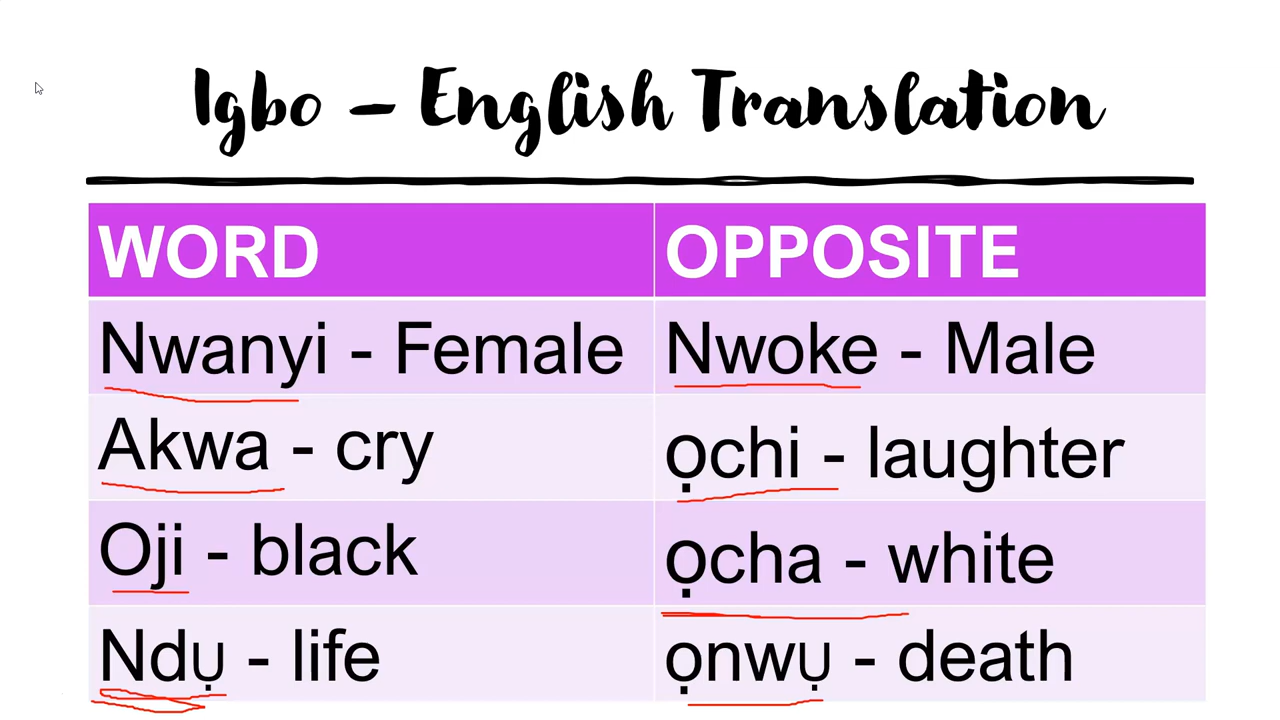 Igbo – English Translation
WORD OPPOSITE
Nwanyi - Female Nwoke - Male
Akwa - cry ọchi - laughter
Oji - black ọcha - white
Ndụ - life ọnwụ - death